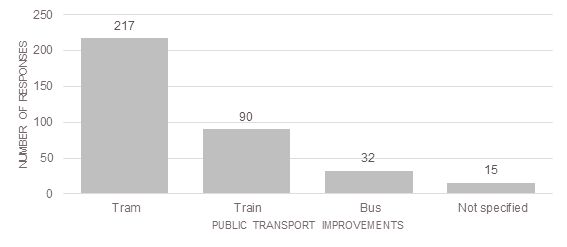 250
200
150
100
50
0
NUMBER OF RESPONSES
217
90
32
15
Tram
Train
Bus
Not specified
PUBLIC TRANSPORT IMPROVEMENTS